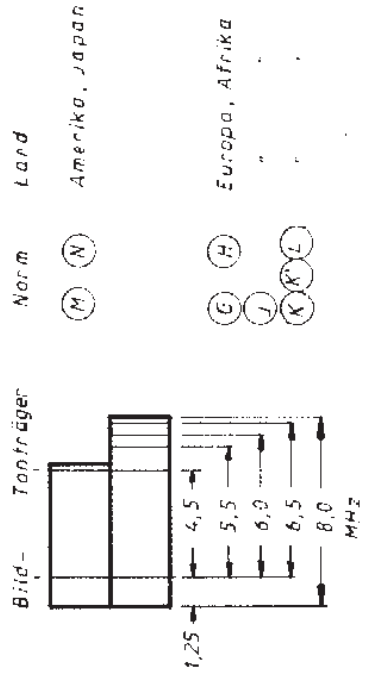 Bild- Tonträger Norm Land
M N Amerika, Japan
1,25 4,5
5,5 G H Europa, Afrika
6,0 J " "
6,5 K K' L " "
8,0
MHz